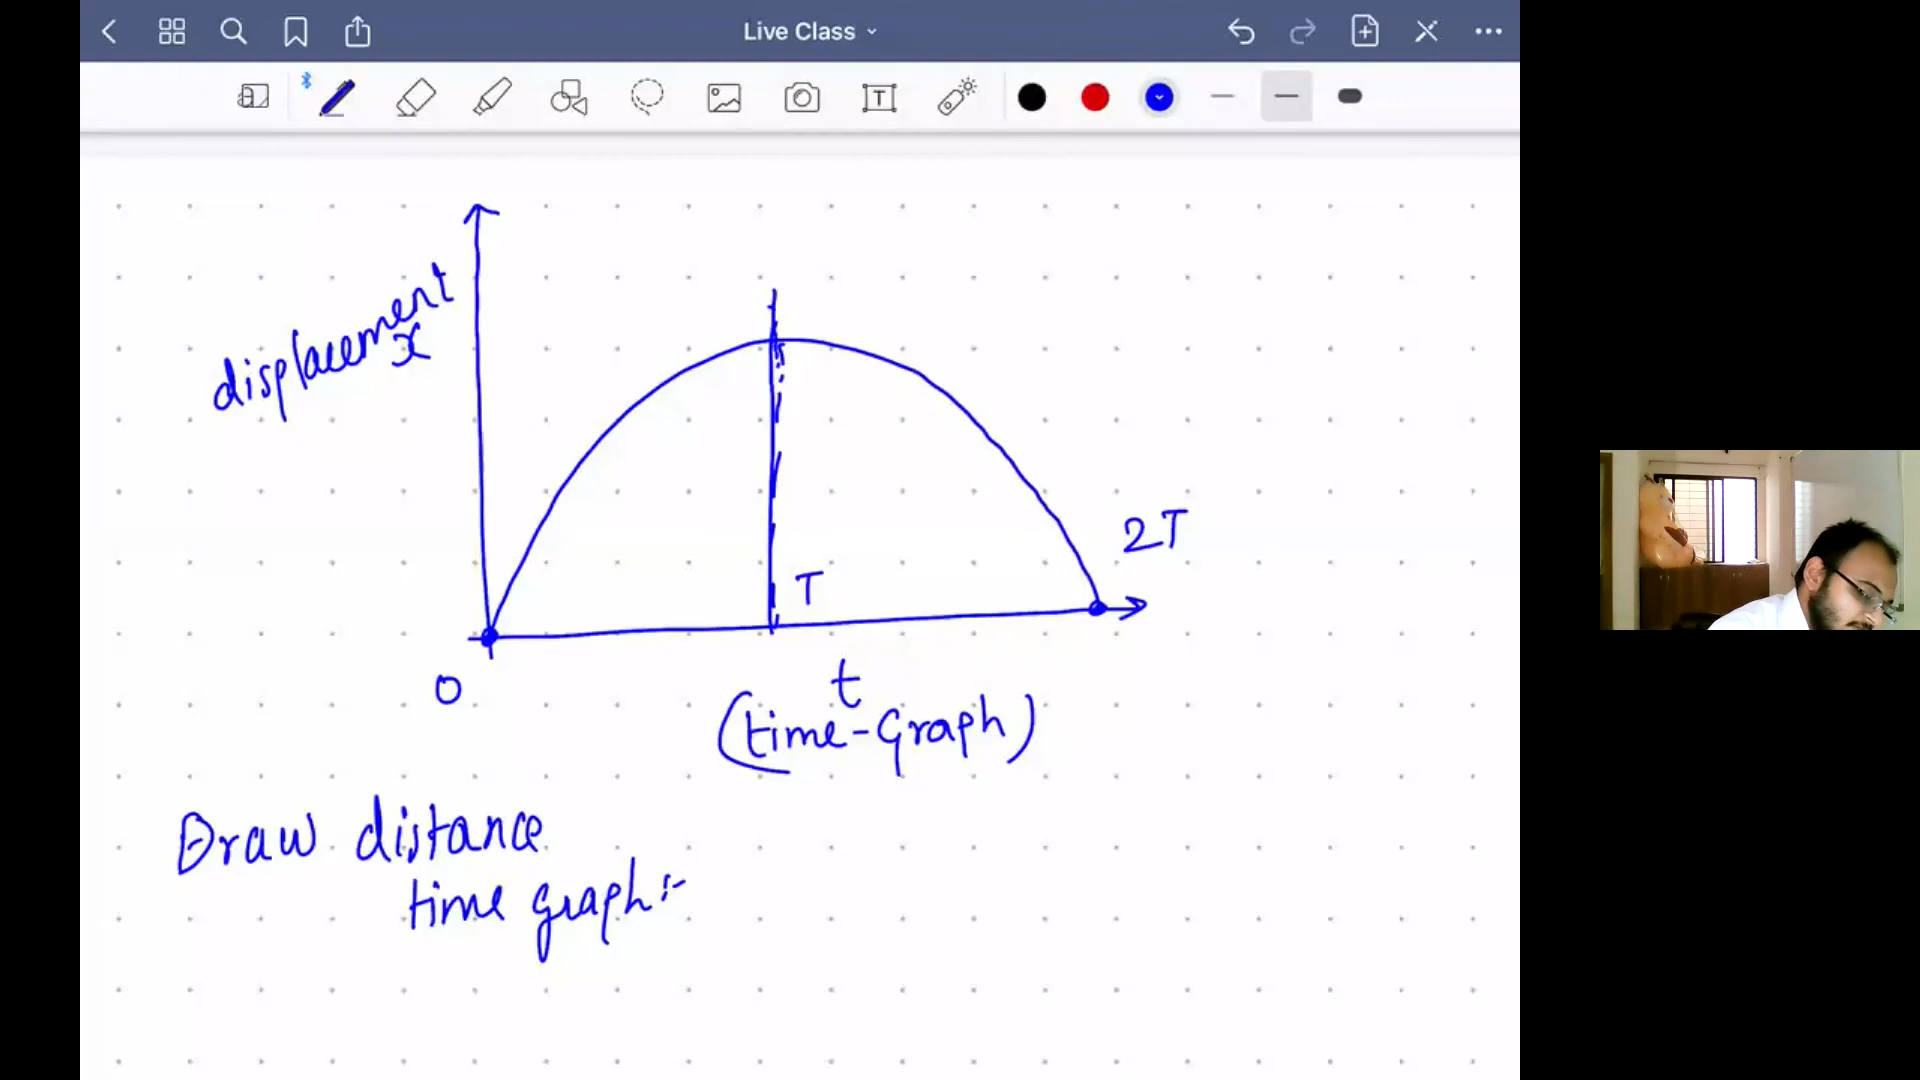 Live Class
T
displacement
x
2T
T
0
t
(time-Graph)
Draw distance
time graph:-